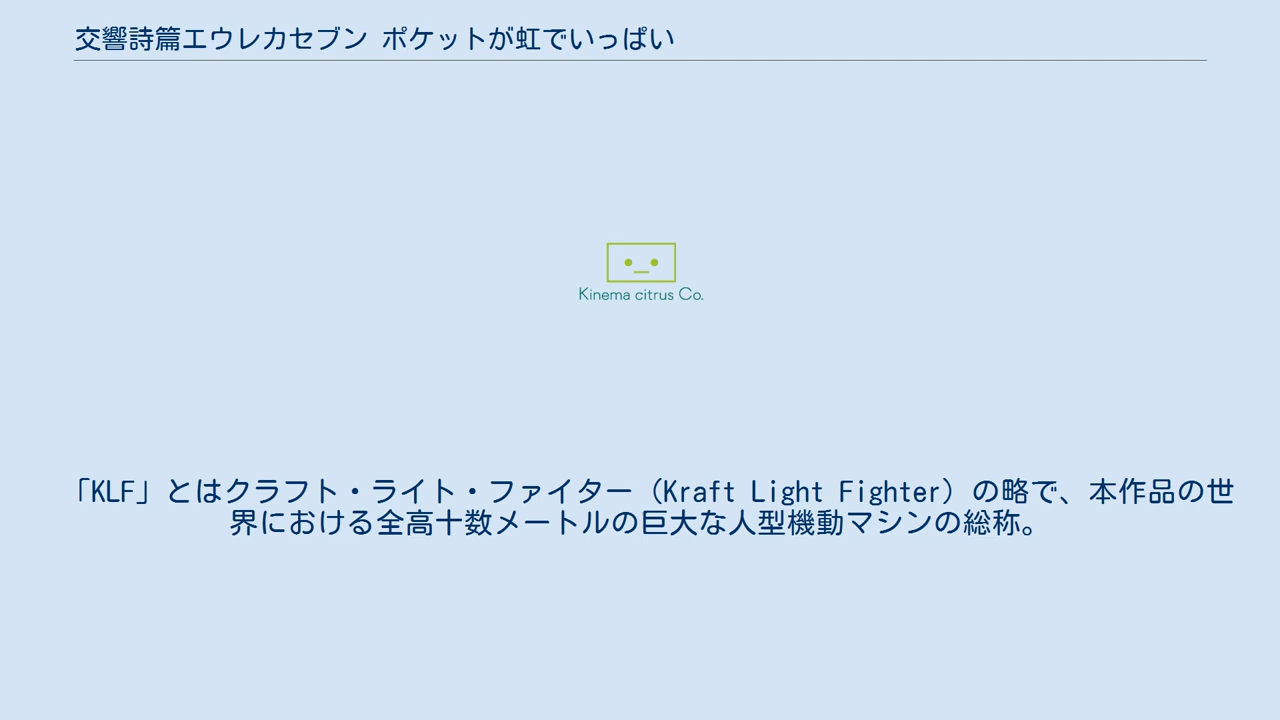 交響詩篇エウレカセブン ポケットが虹でいっぱい
Kinema citrus Co.
「KLF」とはクラフト・ライト・ファイター（Kraft Light Fighter）の略で、本作品の世
界における全高十数メートルの巨大な人型機動マシンの総称。